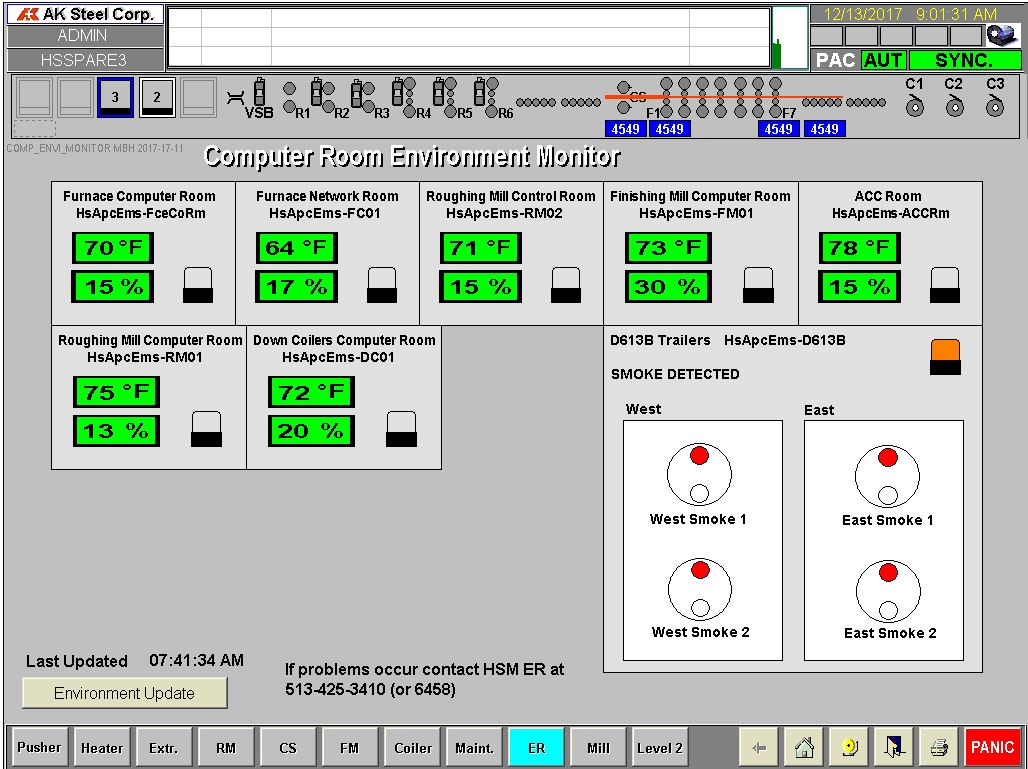 AK Steel Corp.
ADMIN
HSSPARE3
12/13/2017 9:01:31 AM
PAC AUT SYNC.
3 2
VSB R1 R2 R3 R4 R5 R6 CS F1 F7 C1 C2 C3
4549 4549 4549 4549
COMP_ENVI_MONITOR MBH 2017-17-11
Computer Room Environment Monitor
Furnace Computer Room
HsApcEms-FceCoRm
70 °F
15 %
Furnace Network Room
HsApcEms-FC01
64 °F
17 %
Roughing Mill Control Room
HsApcEms-RM02
71 °F
15 %
Finishing Mill Computer Room
HsApcEms-FM01
73 °F
30 %
ACC Room
HsApcEms-ACCRm
78 °F
15 %
Roughing Mill Computer Room
HsApcEms-RM01
75 °F
13 %
Down Coilers Computer Room
HsApcEms-DC01
72 °F
20 %
D613B Trailers HsApcEms-D613B
SMOKE DETECTED
West
West Smoke 1
West Smoke 2
East
East Smoke 1
East Smoke 2
Last Updated 07:41:34 AM
Environment Update
If problems occur contact HSM ER at
513-425-3410 (or 6458)
Pusher Heater Extr. RM CS FM Coiler Maint. ER Mill Level 2 PANIC